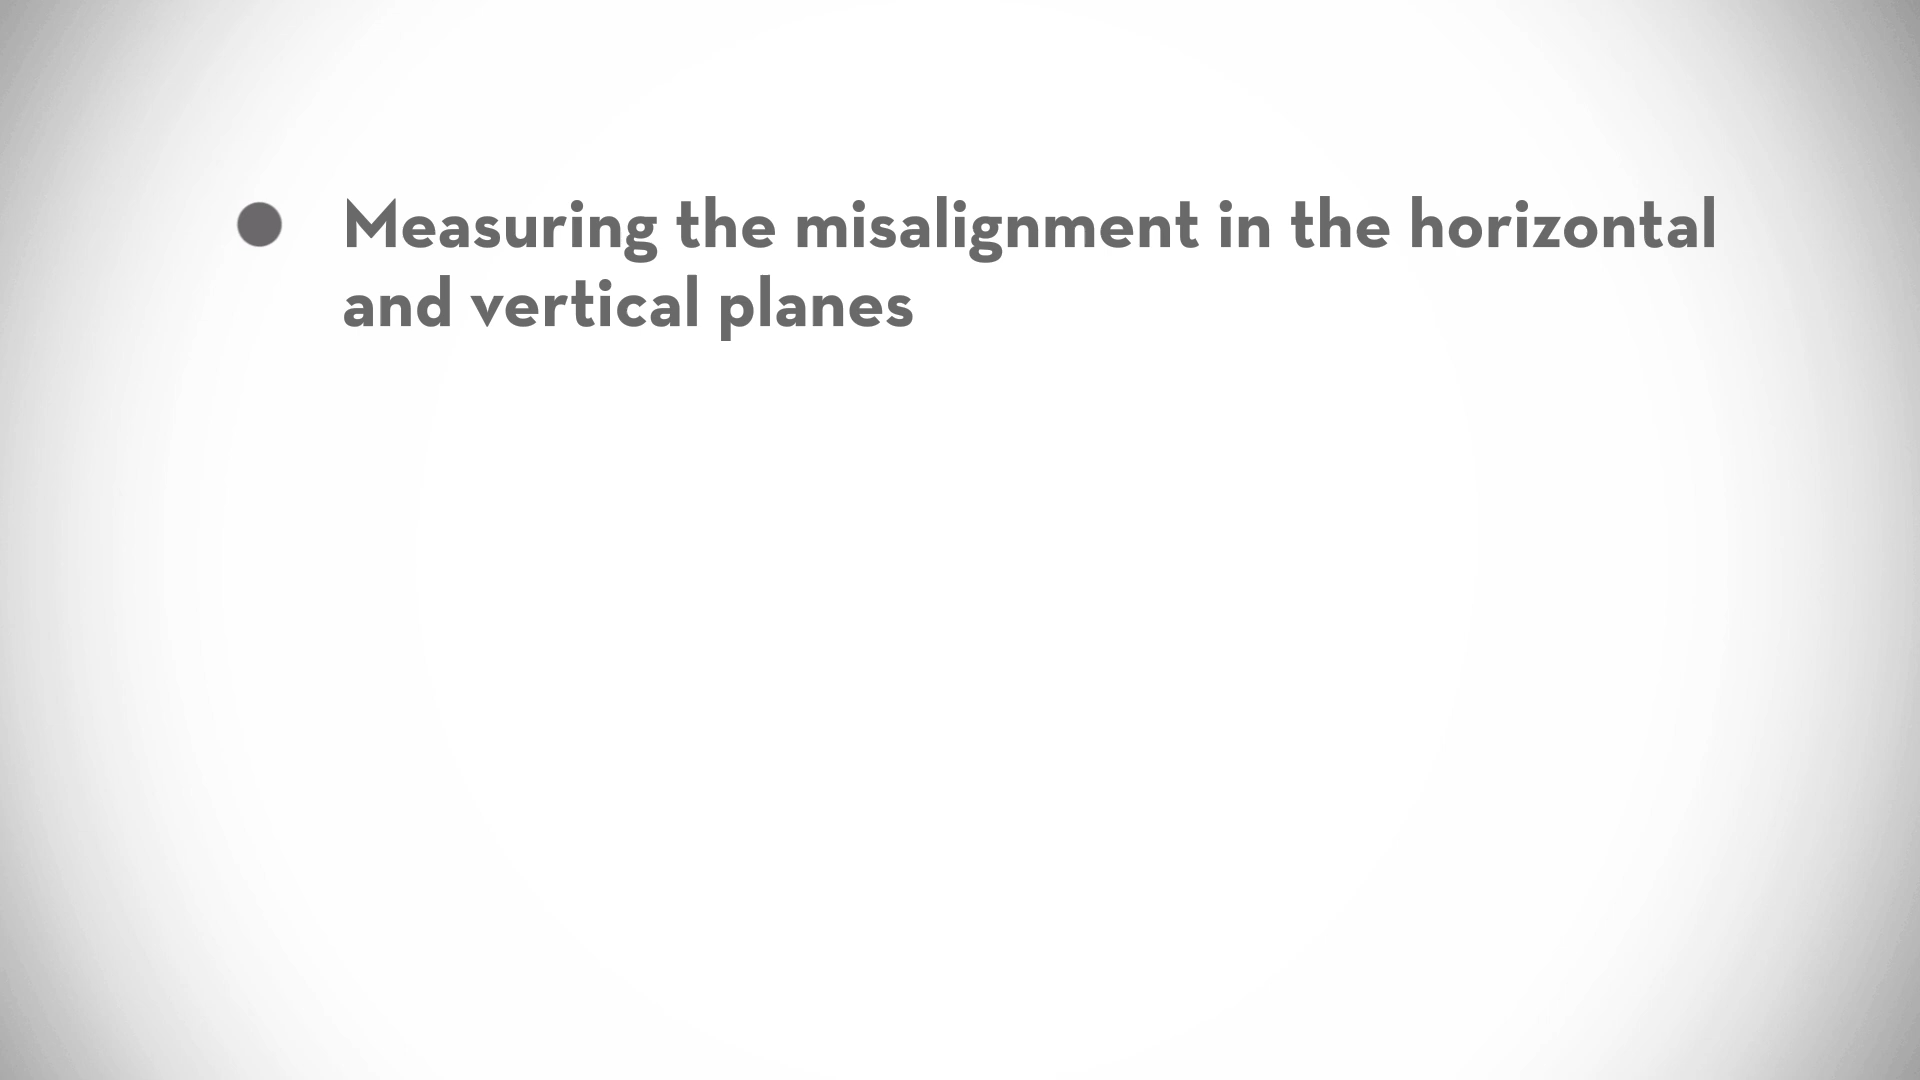 Measuring the misalignment in the horizontal
and vertical planes